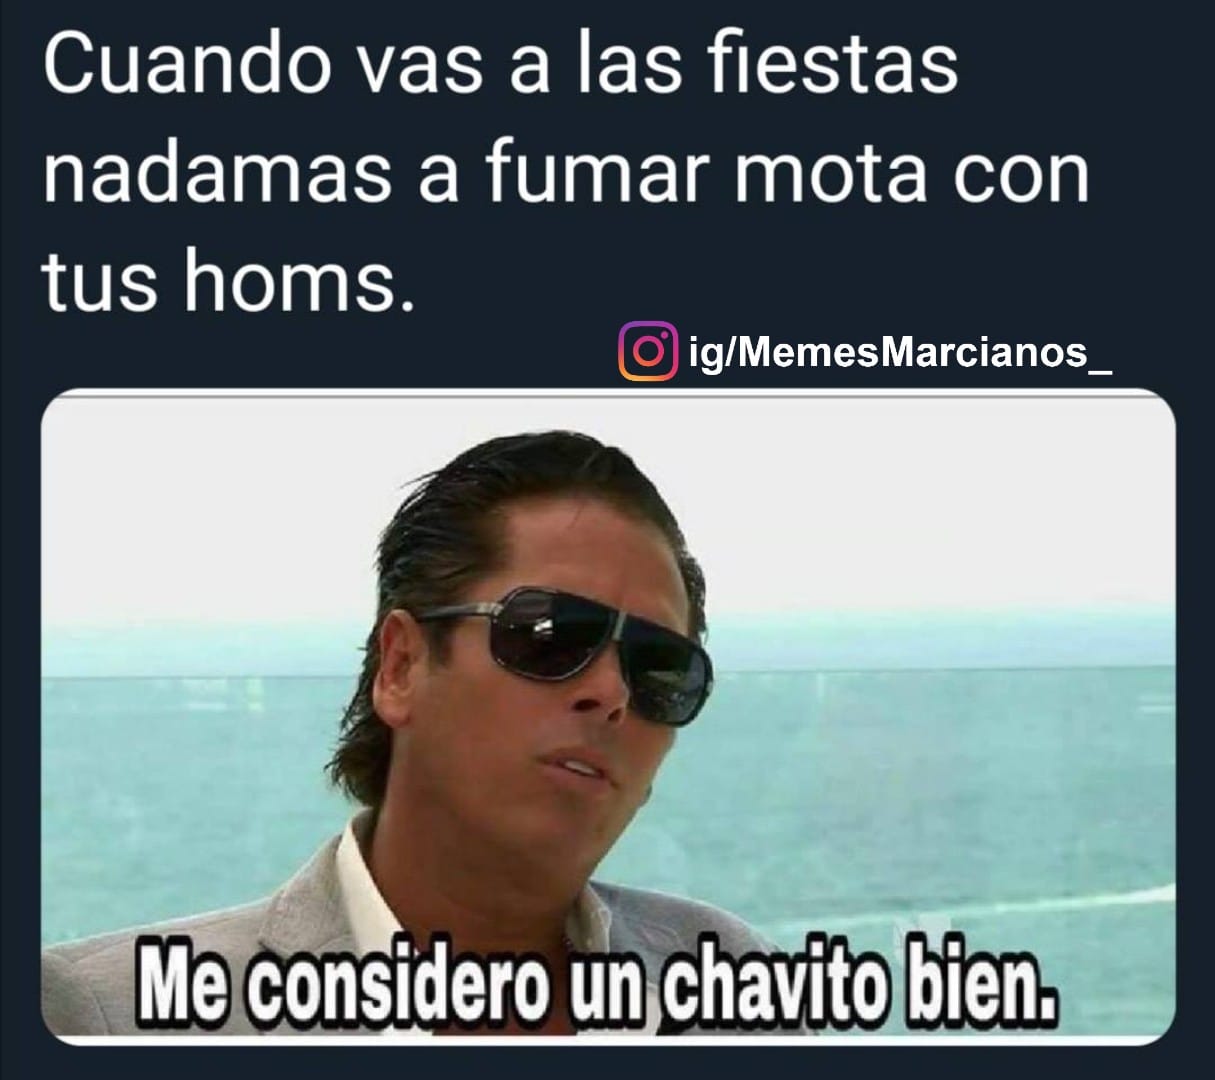 Cuando vas a las fiestas
nadamas a fumar mota con
tus homs.
ig/MemesMarcianos_
Me considero un chavito bien.